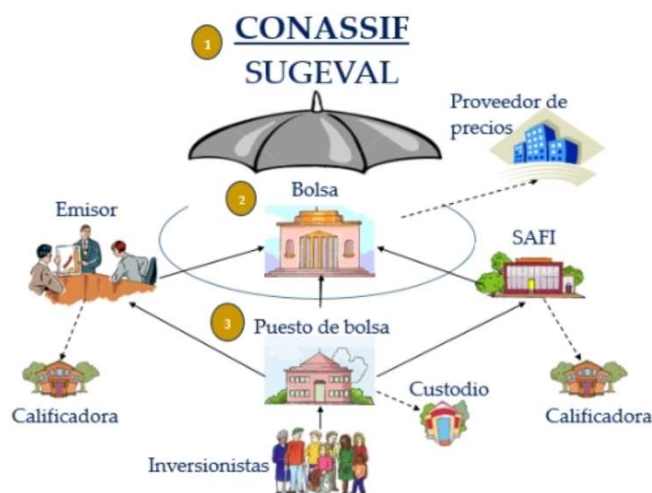 1
CONASSIF
SUGEVAL
Proveedor de
precios
2
Bolsa
Emisor
SAFI
3
Puesto de bolsa
Custodio
Calificadora
Calificadora
Inversionistas